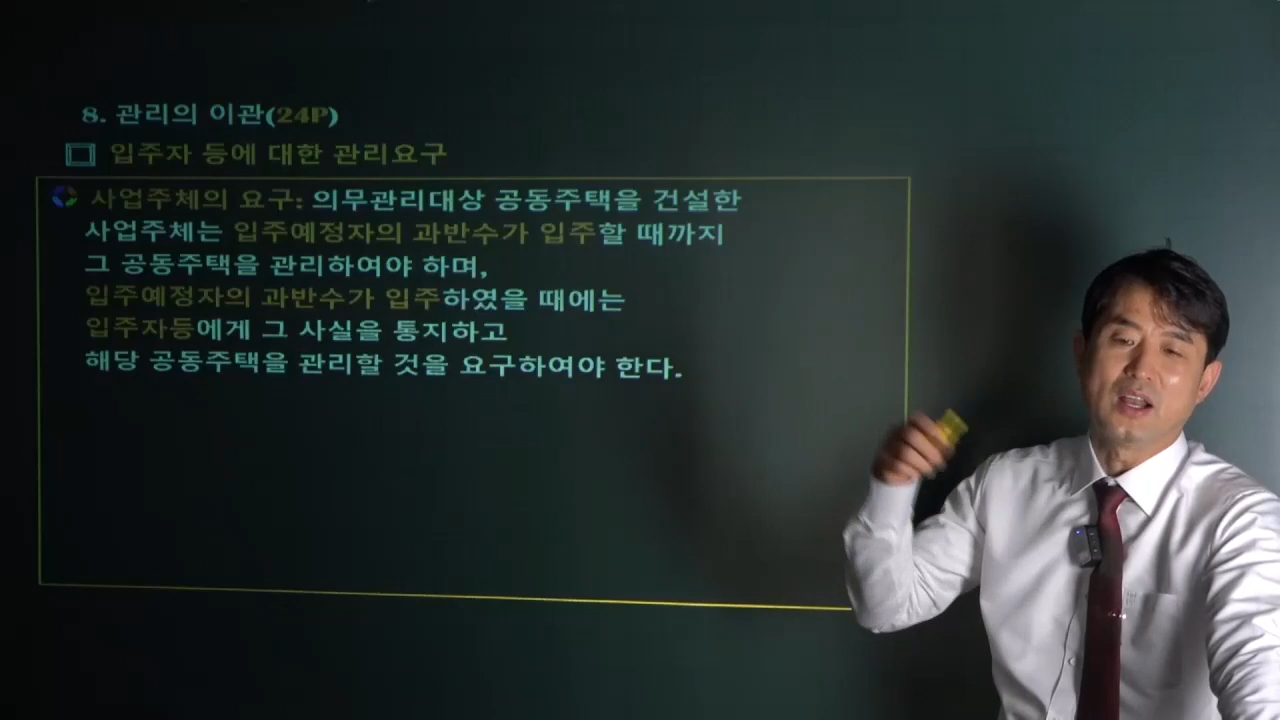 8. 관리의 이관(24P)
입주자 등에 대한 관리요구
사업주체의 요구: 의무관리대상 공동주택을 건설한
사업주체는 입주예정자의 과반수가 입주할 때까지
그 공동주택을 관리하여야 하며,
입주예정자의 과반수가 입주하였을 때에는
입주자등에게 그 사실을 통지하고
해당 공동주택을 관리할 것을 요구하여야 한다.